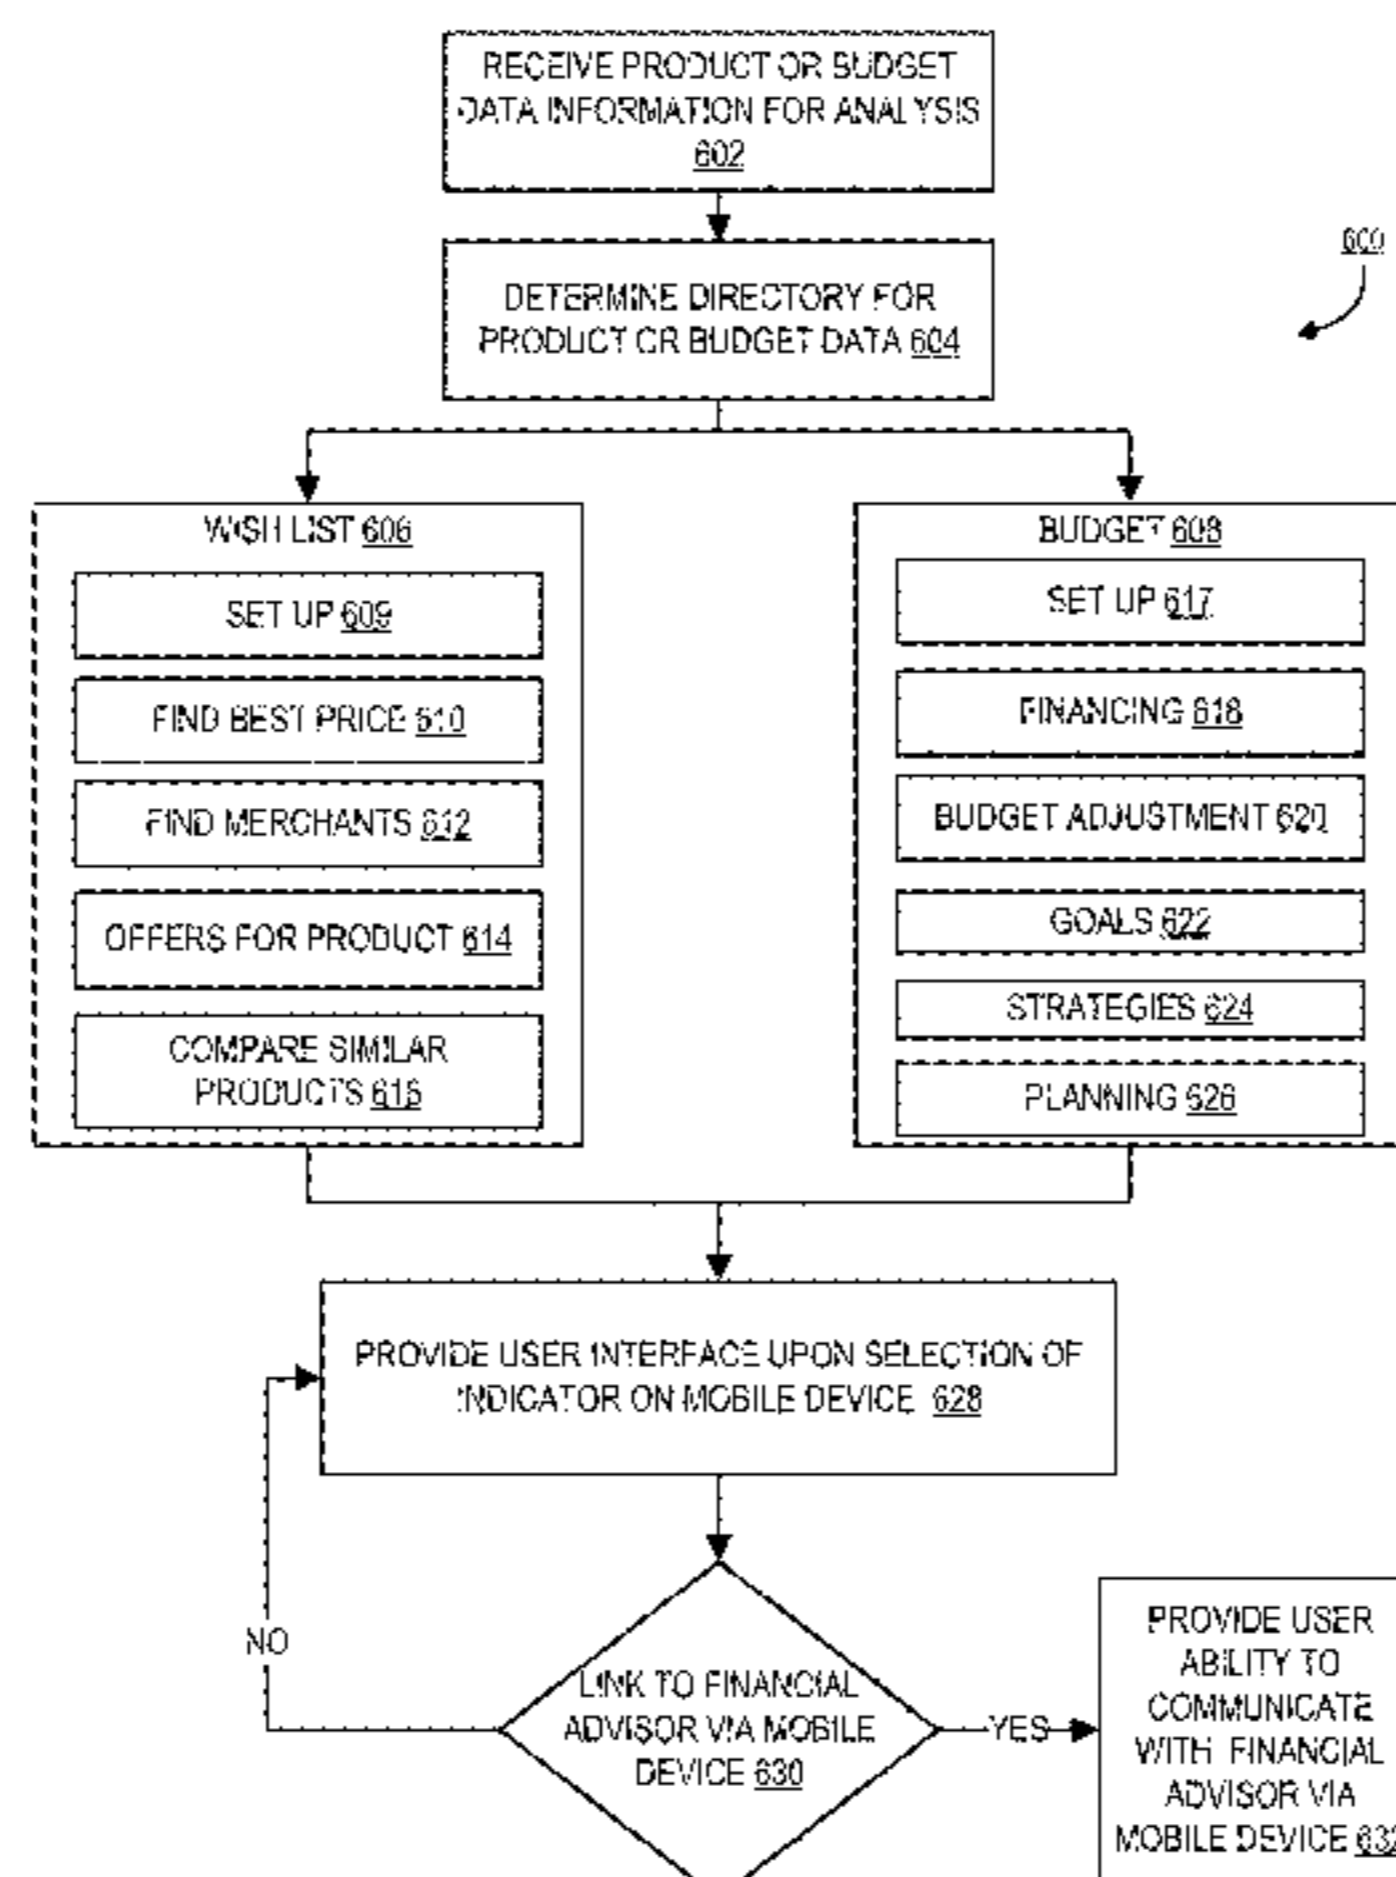 RECEIVE PRODUCT OR BUDGET
DATA INFORMATION FOR ANALYSIS
602
600
DETERMINE DIRECTORY FOR
PRODUCT OR BUDGET DATA 604
WISH LIST 606
SET UP 609
FIND BEST PRICE 610
FIND MERCHANTS 612
OFFERS FOR PRODUCT 614
COMPARE SIMILAR
PRODUCTS 616
BUDGET 608
SET UP 617
FINANCING 618
BUDGET ADJUSTMENT 620
GOALS 622
STRATEGIES 624
PLANNING 626
PROVIDE USER INTERFACE UPON SELECTION OF
INDICATOR ON MOBILE DEVICE 628
NO
LINK TO FINANCIAL
ADVISOR VIA MOBILE
DEVICE 630
YES
PROVIDE USER
ABILITY TO
COMMUNICATE
WITH FINANCIAL
ADVISOR VIA
MOBILE DEVICE 632